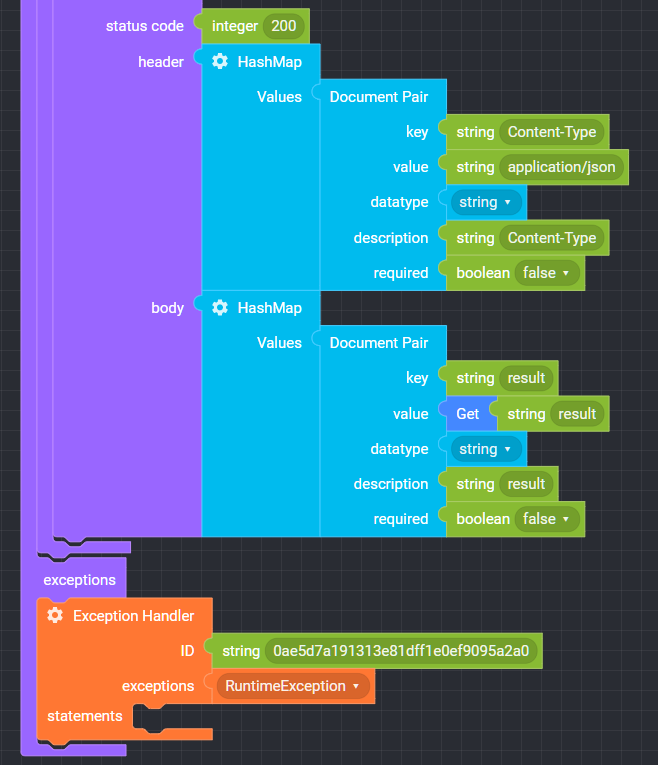 status code integer 200
header HashMap
Values Document Pair
key string Content-Type
value string application/json
datatype string
description string Content-Type
required boolean false
body HashMap
Values Document Pair
key string result
value Get string result
datatype string
description string result
required boolean false
exceptions
Exception Handler
ID string 0ae5d7a191313e81dff1e0ef9095a2a0
exceptions RuntimeException
statements